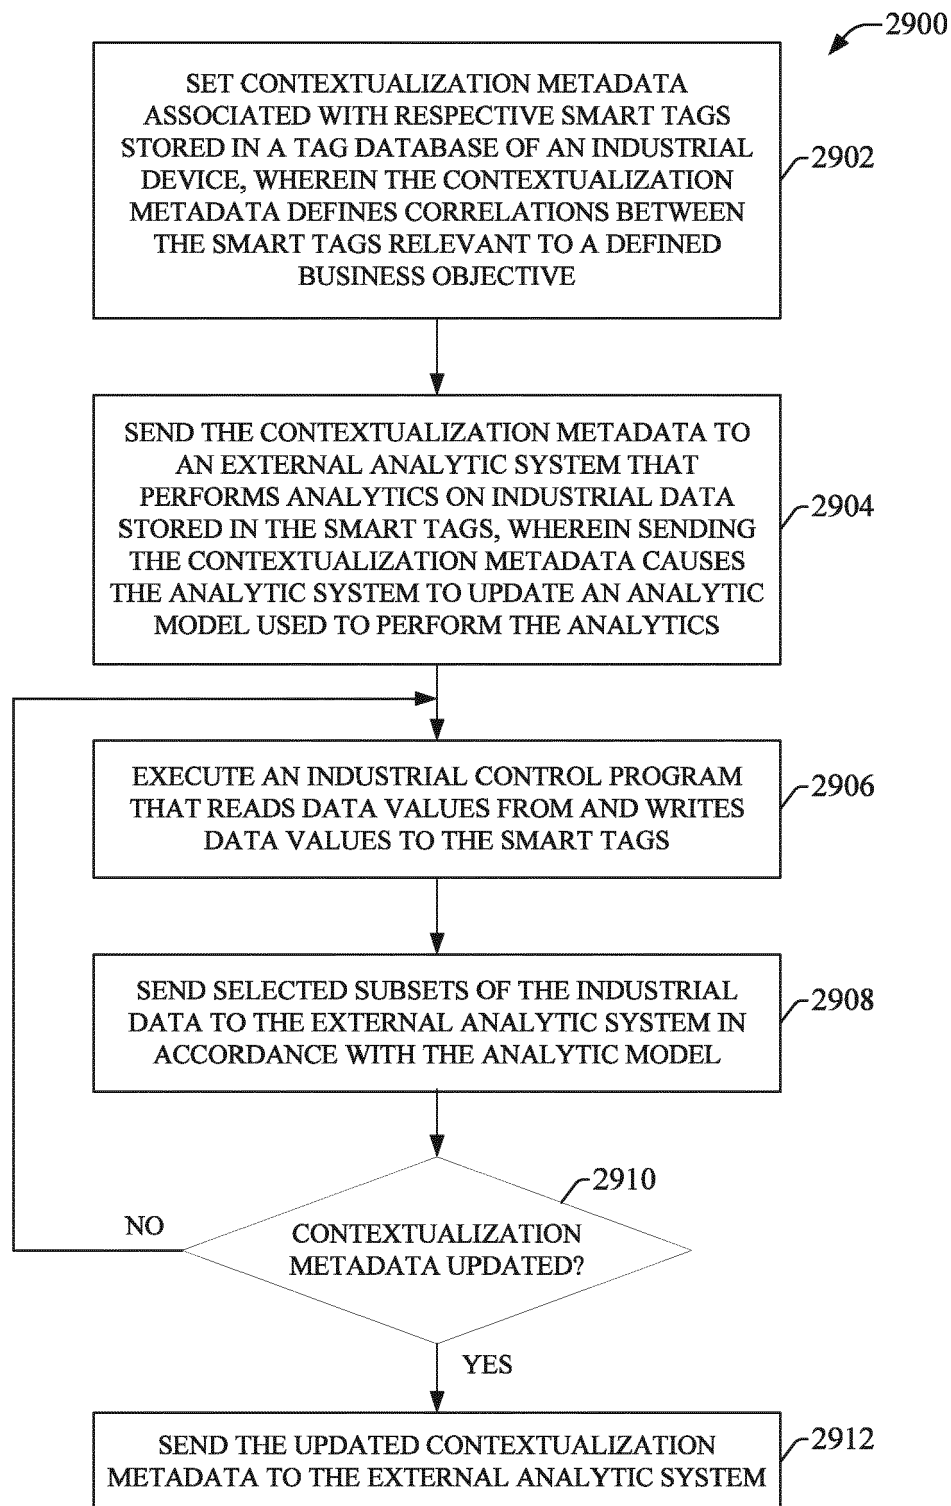 2900
SET CONTEXTUALIZATION METADATA
ASSOCIATED WITH RESPECTIVE SMART TAGS
STORED IN A TAG DATABASE OF AN INDUSTRIAL
DEVICE, WHEREIN THE CONTEXTUALIZATION
METADATA DEFINES CORRELATIONS BETWEEN
THE SMART TAGS RELEVANT TO A DEFINED
BUSINESS OBJECTIVE
2902
SEND THE CONTEXTUALIZATION METADATA TO
AN EXTERNAL ANALYTIC SYSTEM THAT
PERFORMS ANALYTICS ON INDUSTRIAL DATA
STORED IN THE SMART TAGS, WHEREIN SENDING
THE CONTEXTUALIZATION METADATA CAUSES
THE ANALYTIC SYSTEM TO UPDATE AN ANALYTIC
MODEL USED TO PERFORM THE ANALYTICS
2904
EXECUTE AN INDUSTRIAL CONTROL PROGRAM
THAT READS DATA VALUES FROM AND WRITES
DATA VALUES TO THE SMART TAGS
2906
SEND SELECTED SUBSETS OF THE INDUSTRIAL
DATA TO THE EXTERNAL ANALYTIC SYSTEM IN
ACCORDANCE WITH THE ANALYTIC MODEL
2908
2910
NO
CONTEXTUALIZATION
METADATA UPDATED?
YES
SEND THE UPDATED CONTEXTUALIZATION
METADATA TO THE EXTERNAL ANALYTIC SYSTEM
2912